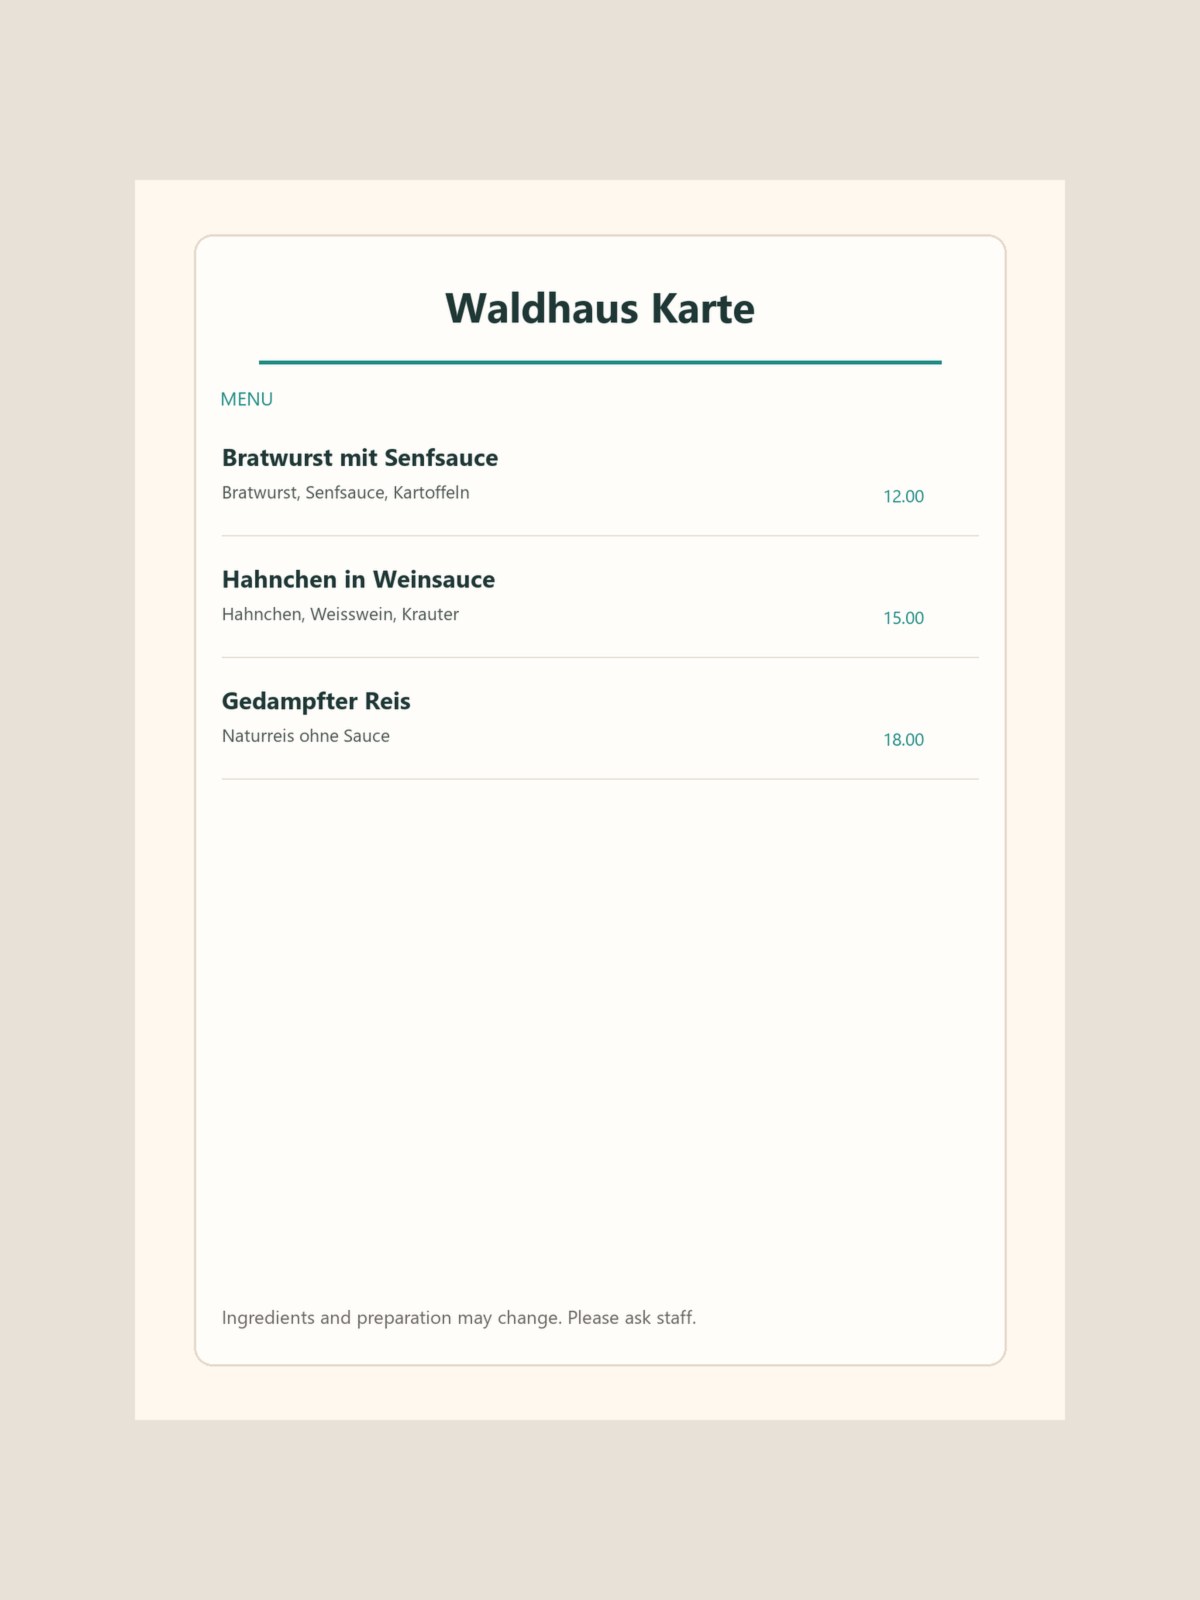 Waldhaus Karte
MENU
Bratwurst mit Senfsauce
Bratwurst, Senfsauce, Kartoffeln
12.00
Hahnchen in Weinsauce
Hahnchen, Weisswein, Krauter
15.00
Gedampfter Reis
Naturreis ohne Sauce
18.00
Ingredients and preparation may change. Please ask staff.